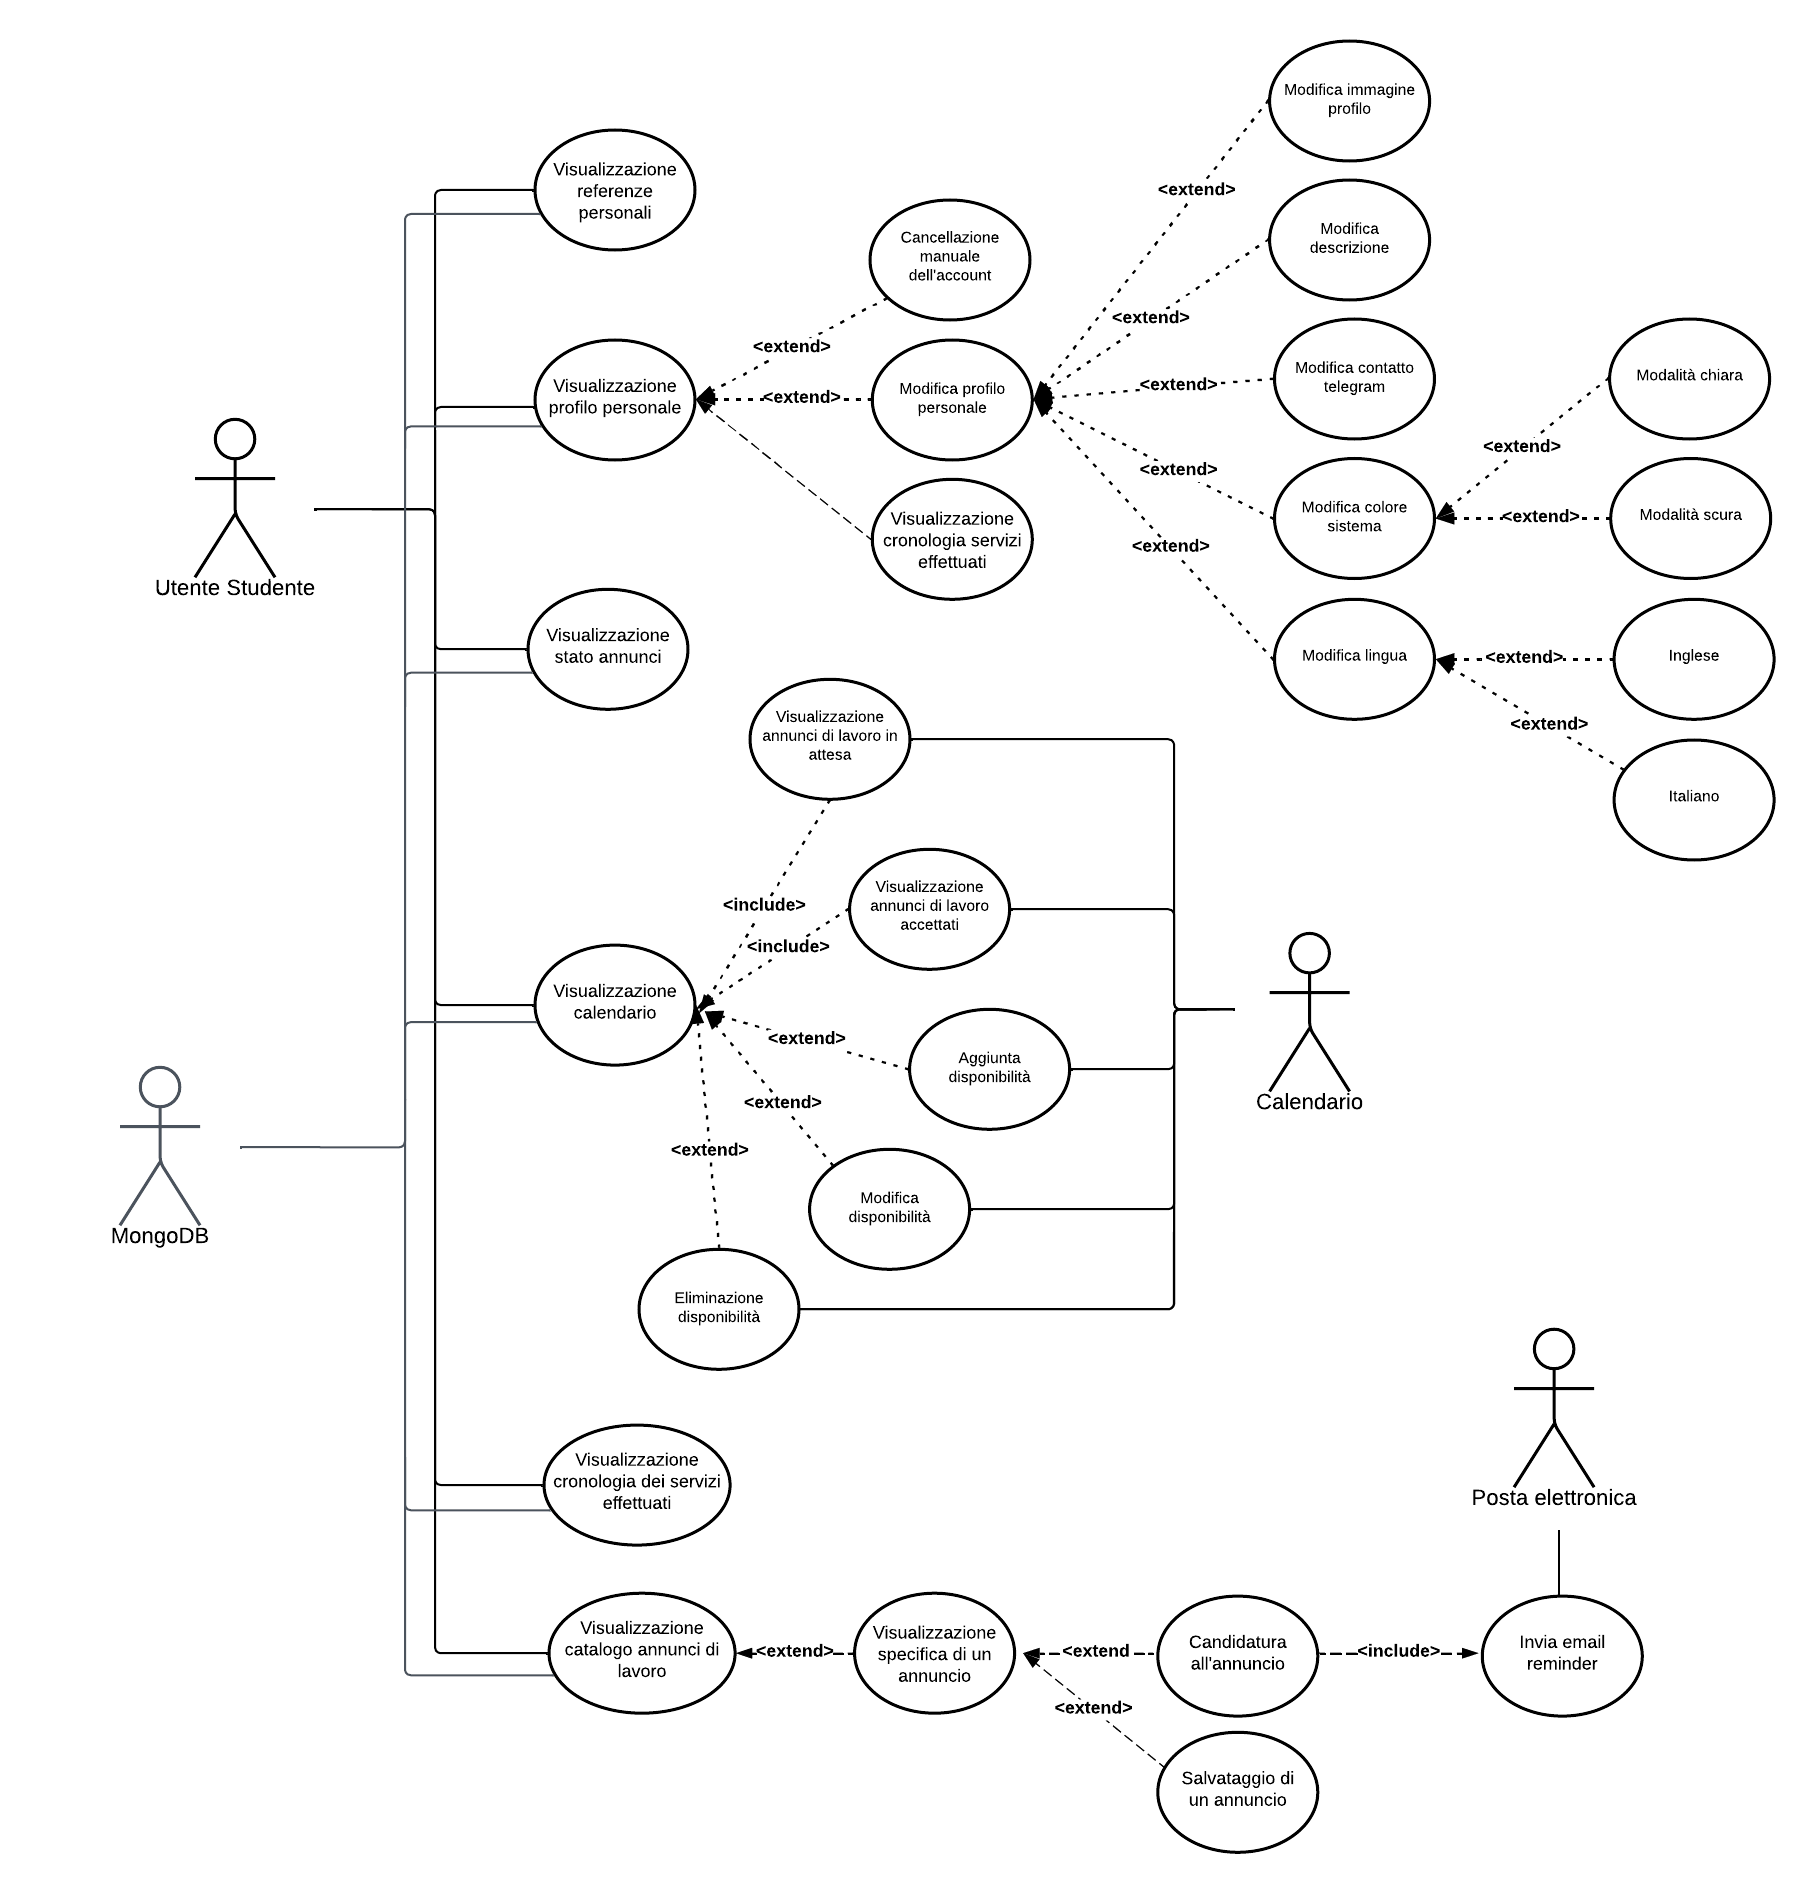 Modifica immagine
profilo
Visualizzazione
referenze
personali
<extend>
Modifica
descrizione
Cancellazione
manuale
dell'account
<extend>
<extend>
Visualizzazione
profilo personale
<extend>
Modifica profilo
personale
<extend>
Modifica contatto
telegram
Modalità chiara
<extend>
<extend>
Visualizzazione
cronologia servizi
effettuati
Modifica colore
sistema
<extend>
Modalità scura
<extend>
Utente Studente
Visualizzazione
stato annunci
Modifica lingua
<extend>
Inglese
<extend>
Visualizzazione
annunci di lavoro in
attesa
Italiano
<include>
Visualizzazione
annunci di lavoro
accettati
<include>
Visualizzazione
calendario
<extend>
Aggiunta
disponibilità
Calendario
<extend>
<extend>
Modifica
disponibilità
MongoDB
Eliminazione
disponibilità
Visualizzazione
cronologia dei servizi
effettuati
Posta elettronica
Visualizzazione
catalogo annunci di
lavoro
<extend>
Visualizzazione
specifica di un
annuncio
<extend
Candidatura
all'annuncio
<include>
Invia email
reminder
<extend>
Salvataggio di
un annuncio